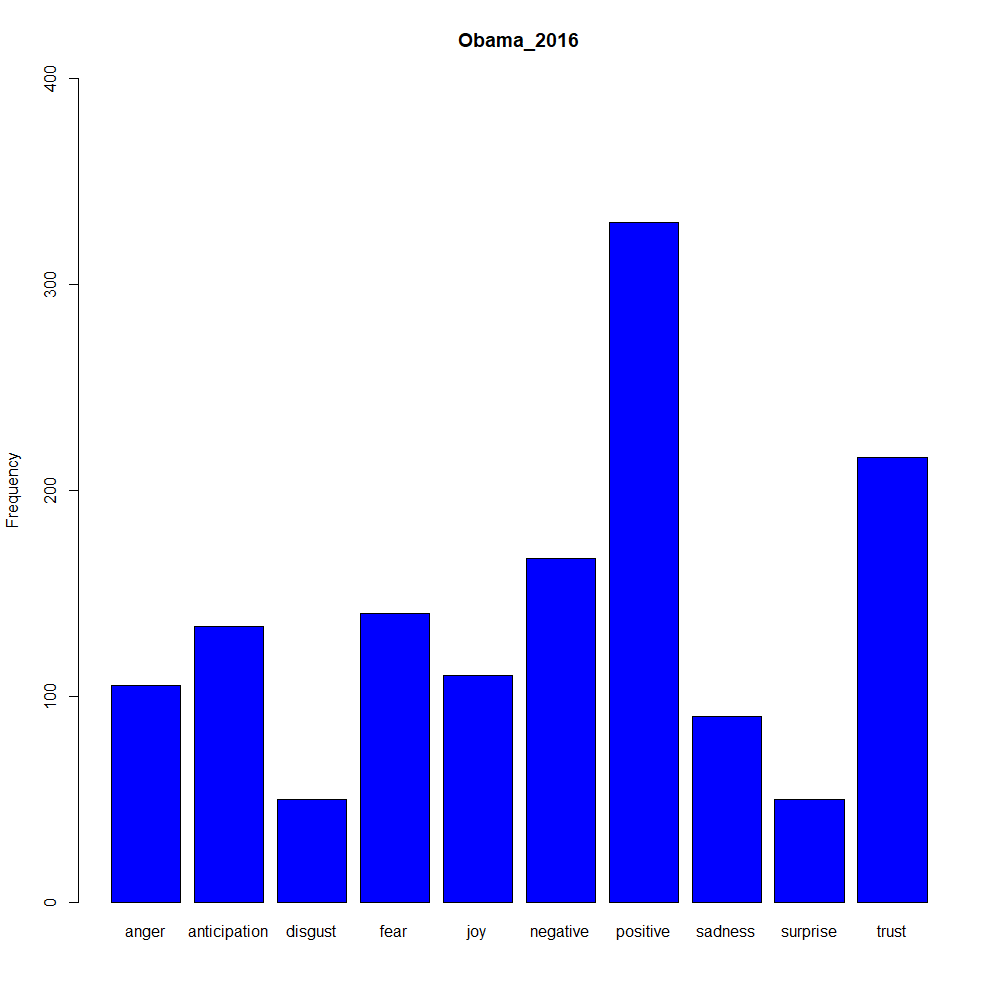 Obama_2016
Frequency
400
300
200
100
0
anger anticipation disgust fear joy negative positive sadness surprise trust